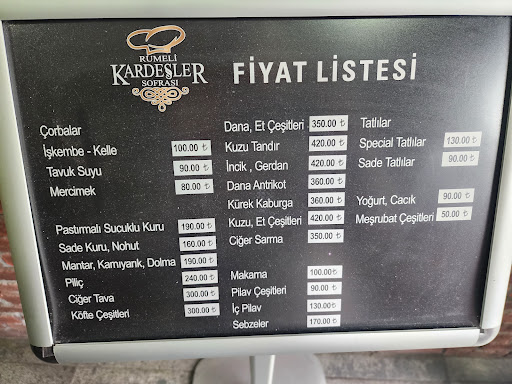 RUMELİ
KARDEŞLER
SOFRASI
FİYAT LİSTESİ
Çorbalar
İşkembe - Kelle 100.00 ₺
Tavuk Suyu 90.00 ₺
Mercimek 80.00 ₺
Pastırmalı Sucuklu Kuru 190.00 ₺
Sade Kuru, Nohut 160.00 ₺
Mantar, Karnıyarık, Dolma 190.00 ₺
Piliç 240.00 ₺
Ciğer Tava 300.00 ₺
Köfte Çeşitleri 300.00 ₺
Dana, Et Çeşitleri 350.00 ₺
Kuzu Tandır 420.00 ₺
İncik , Gerdan 420.00 ₺
Dana Antrikot 360.00 ₺
Kürek Kaburga 360.00 ₺
Kuzu, Et Çeşitleri 420.00 ₺
Ciğer Sarma 350.00 ₺
Makarna 100.00 ₺
Pilav Çeşitleri 90.00 ₺
İç Pilav 130.00 ₺
Sebzeler 170.00 ₺
Tatlılar
Special Tatlılar 130.00 ₺
Sade Tatlılar 90.00 ₺
Yoğurt, Cacık 90.00 ₺
Meşrubat Çeşitleri 50.00 ₺